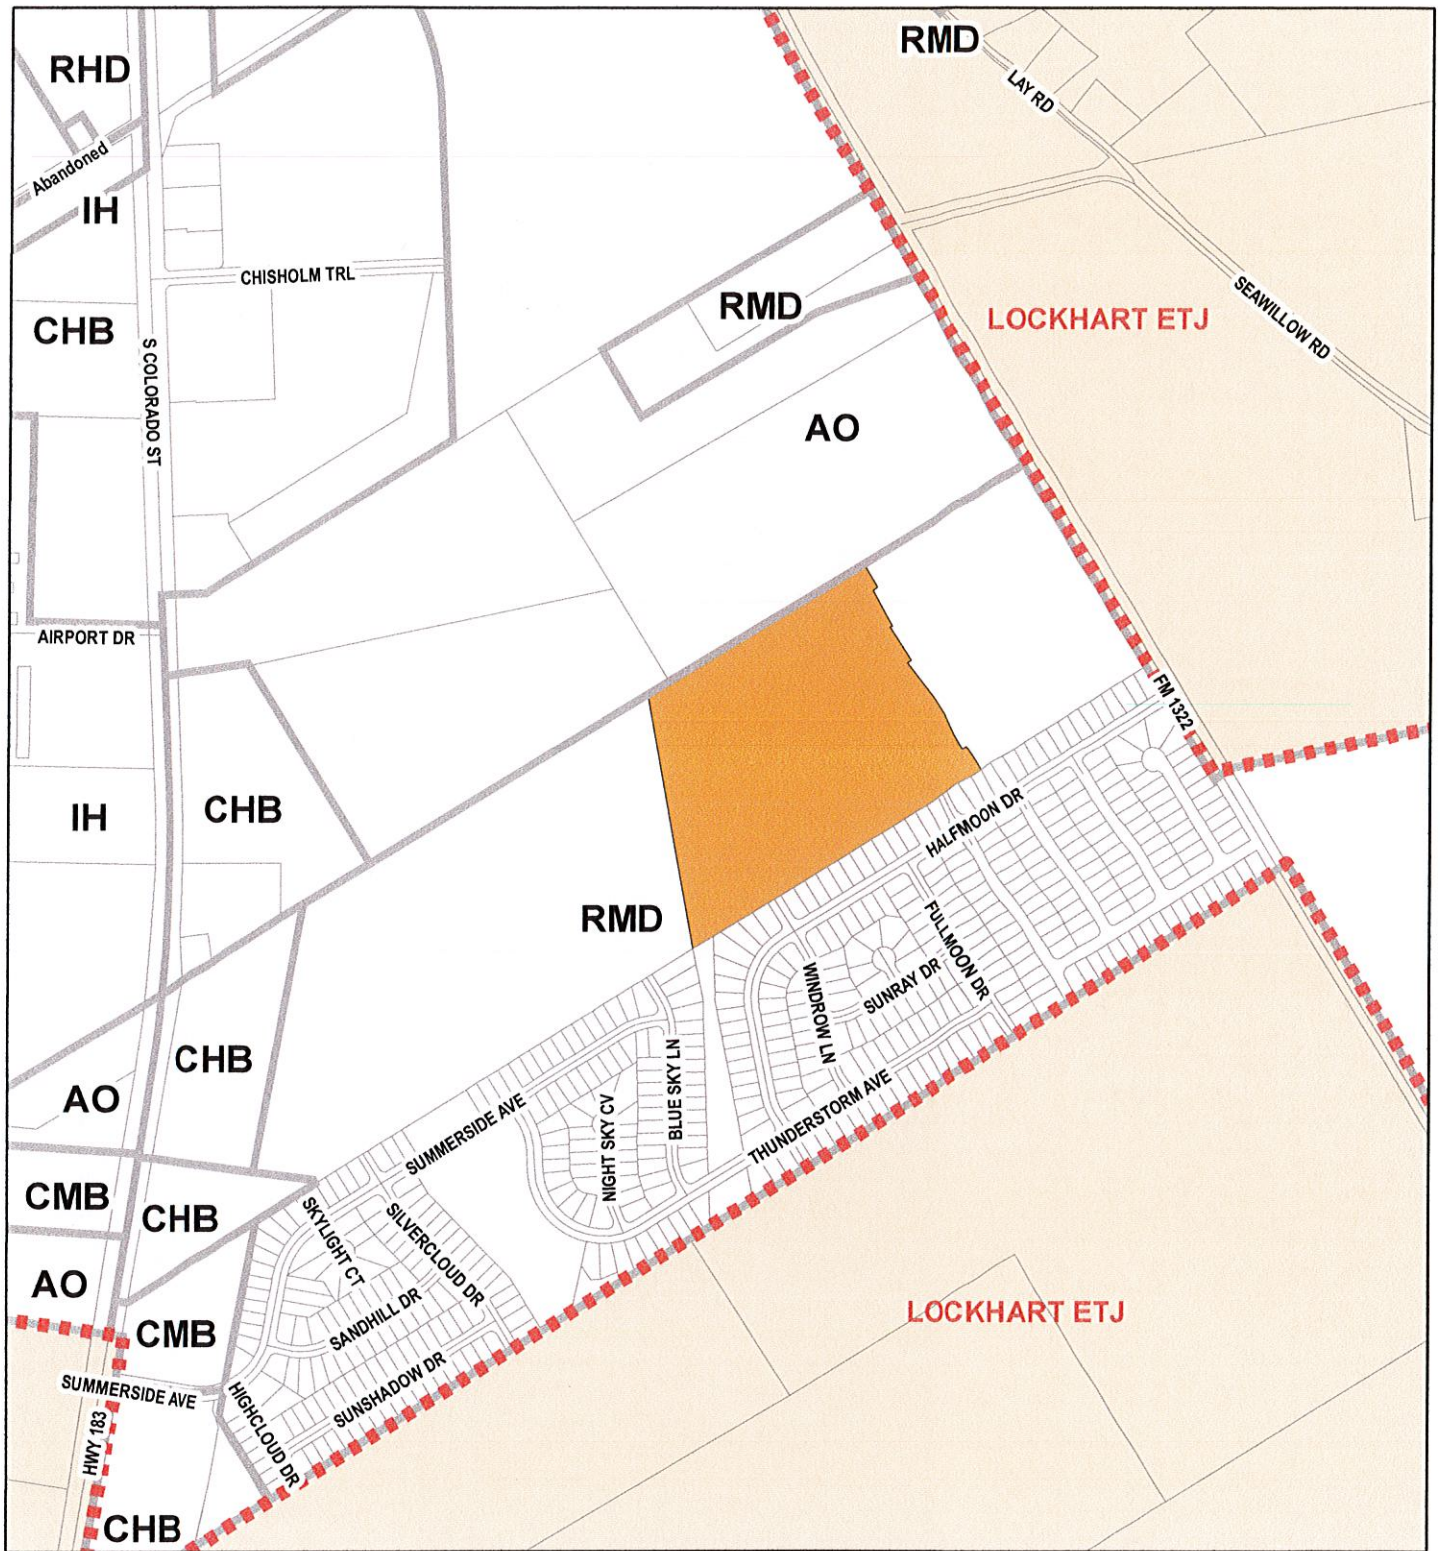 RHD
RMD
LAY RD
Abandoned
IH
CHISHOLM TRL
SEAWILLOW RD
RMD
LOCKHART ETJ
CHB
S COLORADO ST
AO
AIRPORT DR
FM 1322
CHB
IH
HALFMOON DR
RMD
FULLMOON DR
SUNRAY DR
WINDROW LN
CHB
AO
BLUE SKY LN
THUNDERSTORM AVE
SUMMERSIDE AVE
NIGHT SKY CV
CMB
CHB
SKYLIGHT CT
SILVERCLOUD DR
AO
SANDHILL DR
LOCKHART ETJ
CMB
SUMMERSIDE AVE
SUNSHADOW DR
HIGHCLOUD DR
HWY 183
CHB